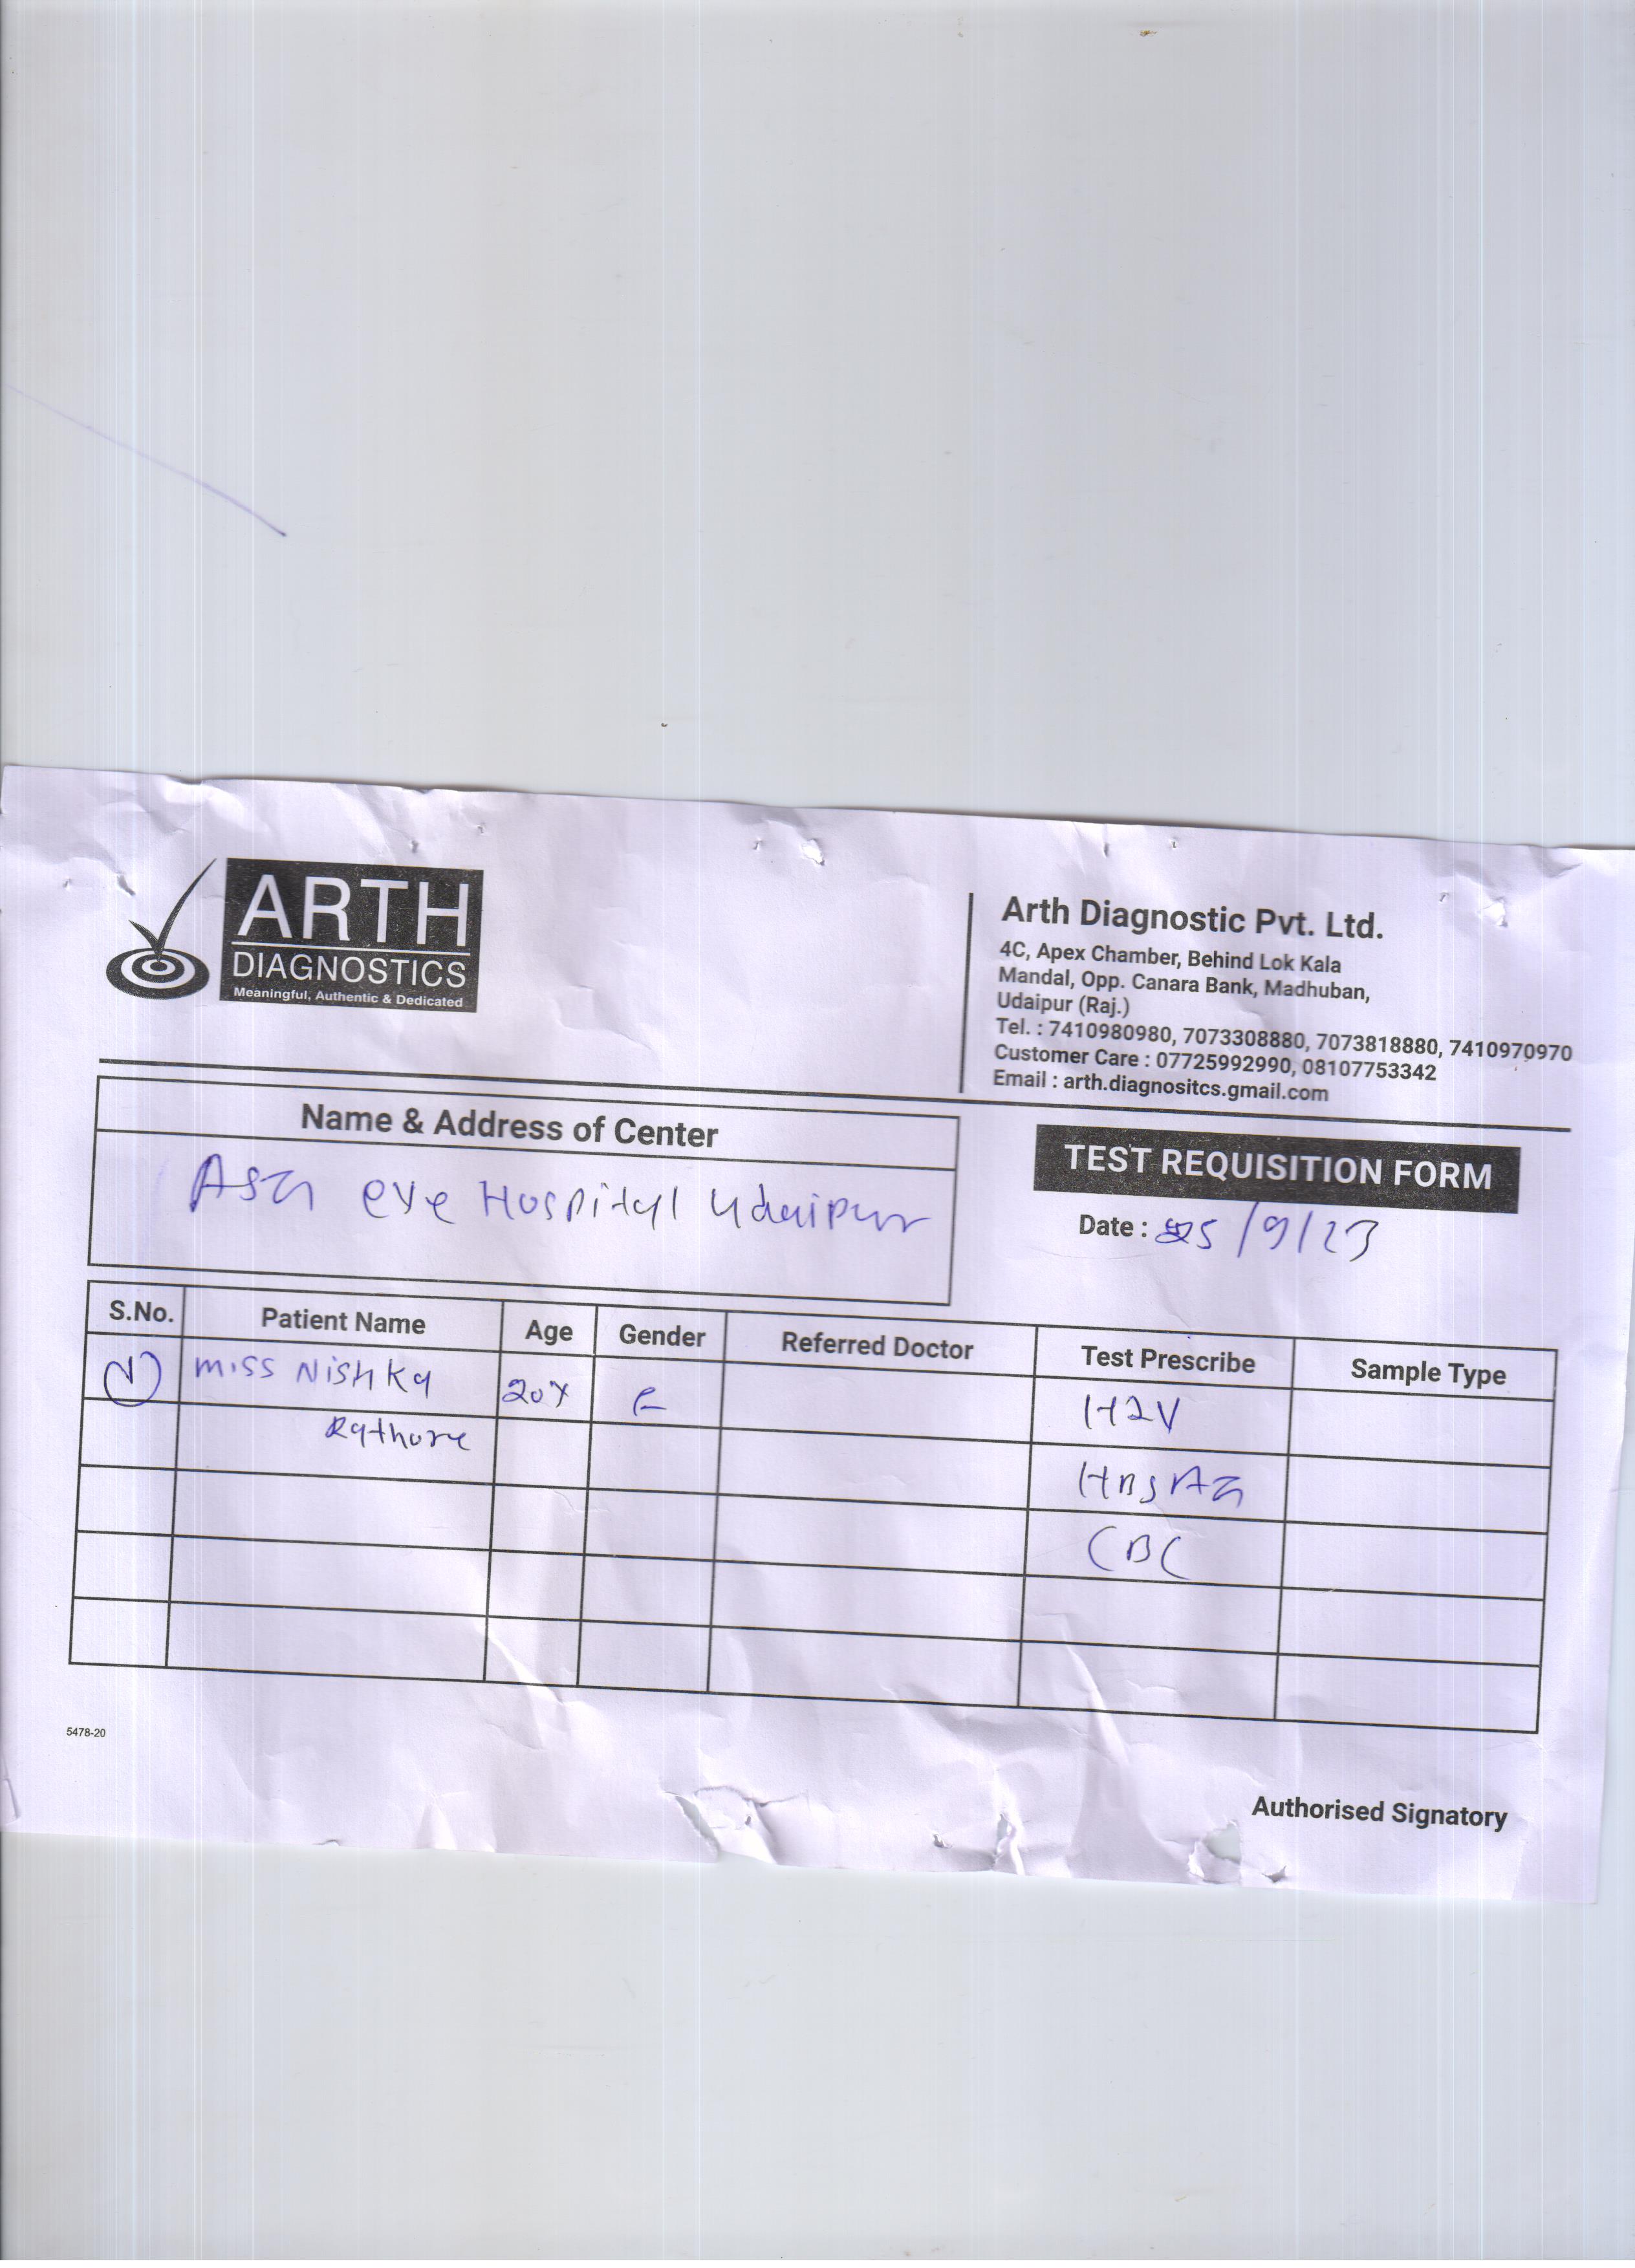 ARTH
DIAGNOSTICS
Meaningful, Authentic & Dedicated
Arth Diagnostic Pvt. Ltd.
4C, Apex Chamber, Behind Lok Kala
Mandal, Opp. Canara Bank, Madhuban,
Udaipur (Raj.)
Tel. : 7410980980, 7073308880, 7073818880, 7410970970
Customer Care : 07725992990, 08107753342
Email : arth.diagnositcs.gmail.com
Name & Address of Center
eye Hospital Udaipur
TEST REQUISITION FORM
Date : 25/9/23
S.No. Patient Name Age Gender Referred Doctor Test Prescribe Sample Type
1 miss Nishka 20Y F HIV
Rathore HBSAG
CBC
5478-20
Authorised Signatory